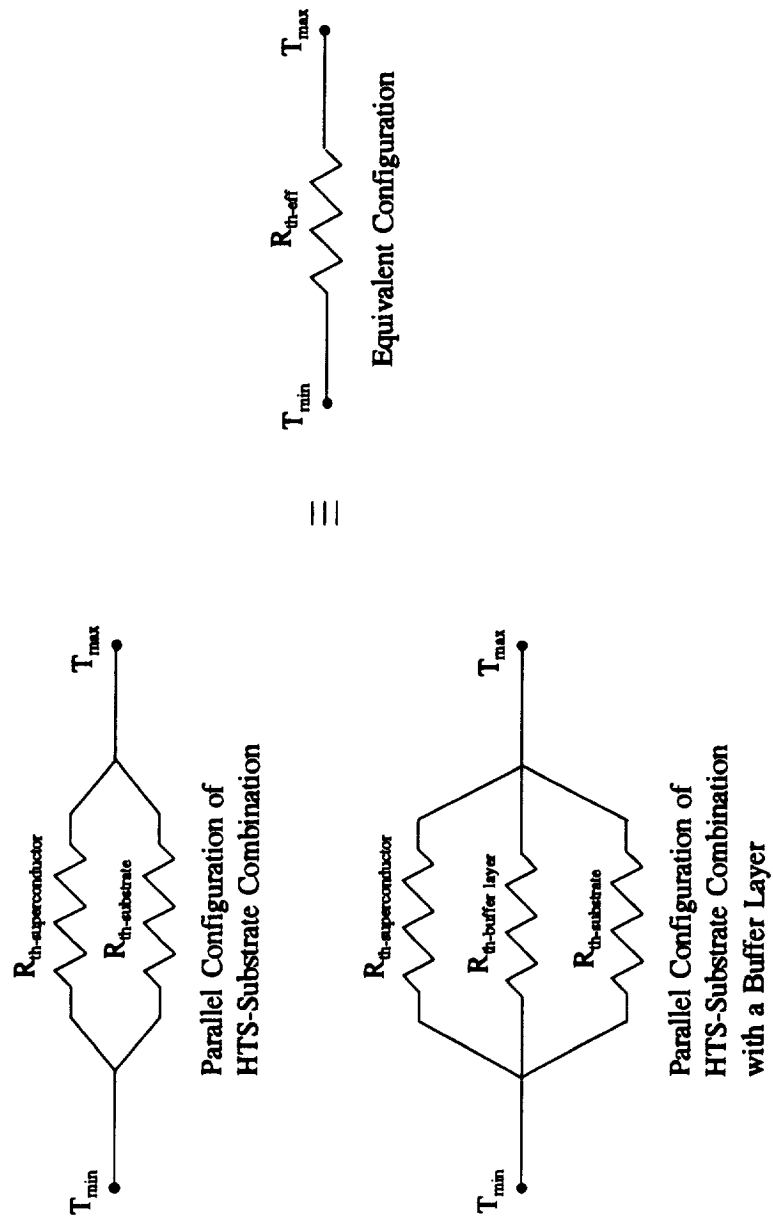 T_min
R_th-superconductor
R_th-substrate
T_max
Parallel Configuration of
HTS-Substrate Combination
T_min
R_th-superconductor
R_th-buffer layer
R_th-substrate
T_max
Parallel Configuration of
HTS-Substrate Combination
with a Buffer Layer
≡
T_min
R_th-eff
T_max
Equivalent Configuration